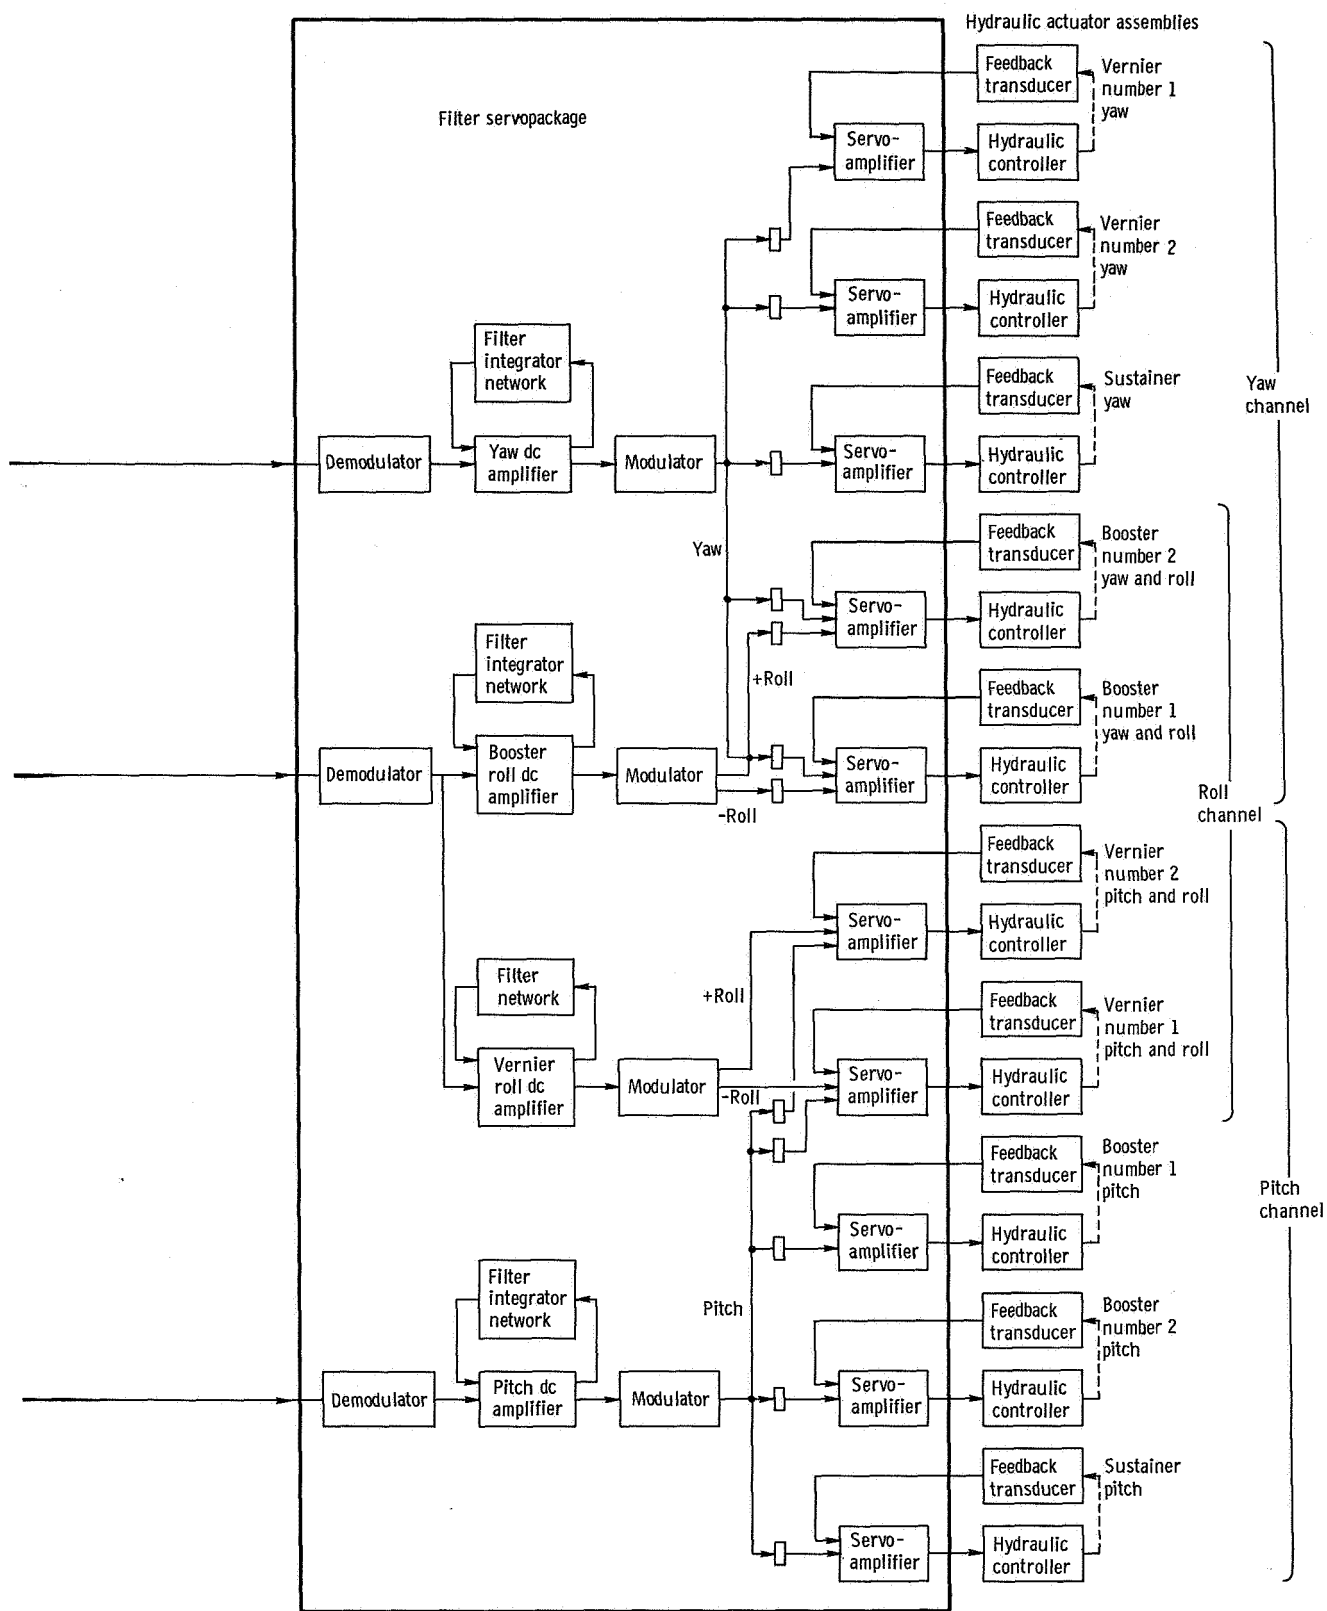 Hydraulic actuator assemblies
Filter servopackage
Feedback
transducer
Vernier
number 1
yaw
Servo-
amplifier
Hydraulic
controller
Feedback
transducer
Vernier
number 2
yaw
Servo-
amplifier
Hydraulic
controller
Filter
integrator
network
Feedback
transducer
Sustainer
yaw
Yaw
channel
Demodulator
Yaw dc
amplifier
Modulator
Servo-
amplifier
Hydraulic
controller
Yaw
Feedback
transducer
Booster
number 2
yaw and roll
Servo-
amplifier
Hydraulic
controller
Filter
integrator
network
+Roll
Feedback
transducer
Booster
number 1
yaw and roll
Demodulator
Booster
roll dc
amplifier
Modulator
-Roll
Servo-
amplifier
Hydraulic
controller
Roll
channel
Feedback
transducer
Vernier
number 2
pitch and roll
Servo-
amplifier
Hydraulic
controller
Filter
network
+Roll
Feedback
transducer
Vernier
number 1
pitch and roll
Vernier
roll dc
amplifier
Modulator
-Roll
Servo-
amplifier
Hydraulic
controller
Feedback
transducer
Booster
number 1
pitch
Pitch
channel
Servo-
amplifier
Hydraulic
controller
Filter
integrator
network
Pitch
Feedback
transducer
Booster
number 2
pitch
Demodulator
Pitch dc
amplifier
Modulator
Servo-
amplifier
Hydraulic
controller
Feedback
transducer
Sustainer
pitch
Servo-
amplifier
Hydraulic
controller